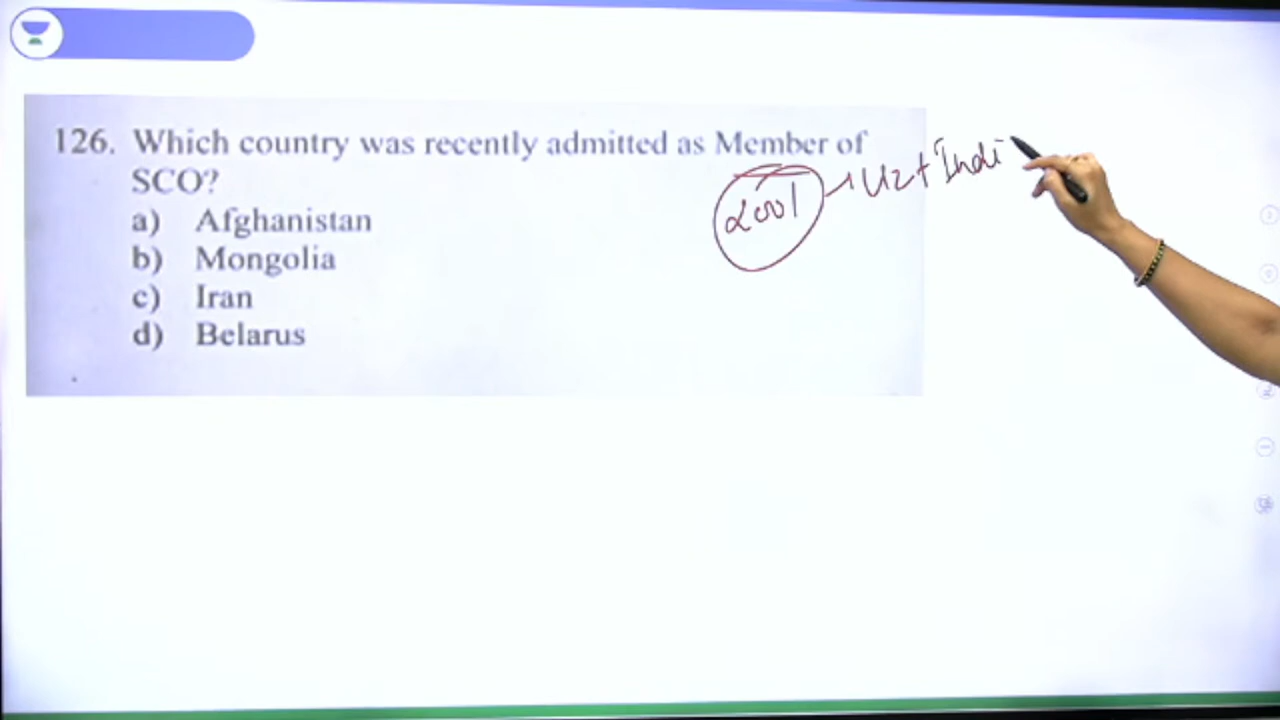 126. Which country was recently admitted as Member of
SCO?
a) Afghanistan
b) Mongolia
c) Iran
d) Belarus
2001 → Uz + Indi